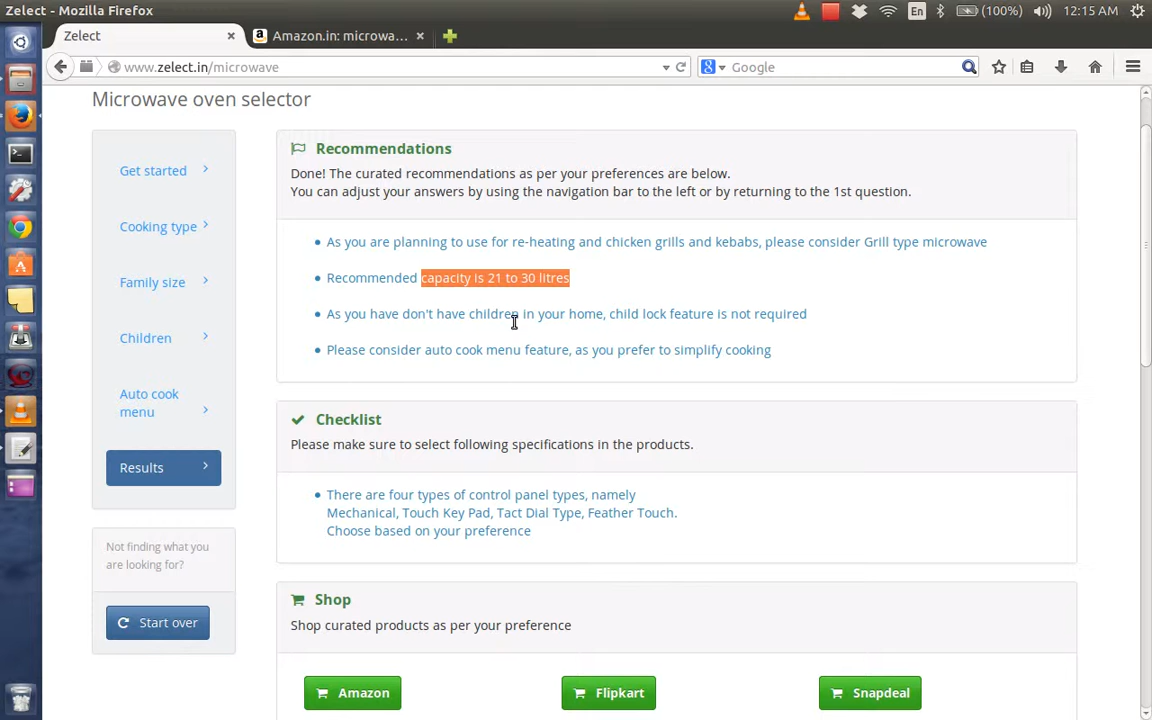 Zelect - Mozilla Firefox
En
(100%)
12:15 AM
Zelect
Amazon.in: microwa...
www.zelect.in/microwave
Google
Microwave oven selector
Get started
Cooking type
Family size
Children
Auto cook
menu
Results
Not finding what you
are looking for?
Start over
Recommendations
Done! The curated recommendations as per your preferences are below.
You can adjust your answers by using the navigation bar to the left or by returning to the 1st question.
As you are planning to use for re-heating and chicken grills and kebabs, please consider Grill type microwave
Recommended capacity is 21 to 30 litres
As you have don't have children in your home, child lock feature is not required
Please consider auto cook menu feature, as you prefer to simplify cooking
Checklist
Please make sure to select following specifications in the products.
There are four types of control panel types, namely
Mechanical, Touch Key Pad, Tact Dial Type, Feather Touch.
Choose based on your preference
Shop
Shop curated products as per your preference
Amazon
Flipkart
Snapdeal